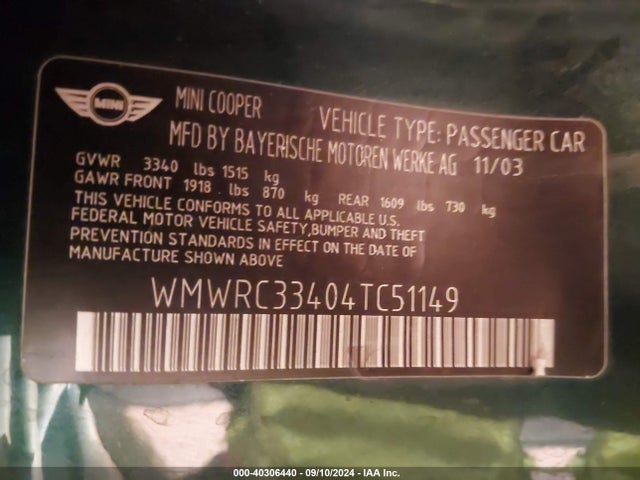 MINI
MINI COOPER VEHICLE TYPE: PASSENGER CAR
MFD BY BAYERISCHE MOTOREN WERKE AG 11/03
GVWR 3340 lbs 1515 kg
GAWR FRONT 1918 lbs 870 kg REAR 1609 lbs 730 kg
THIS VEHICLE CONFORMS TO ALL APPLICABLE U.S.
FEDERAL MOTOR VEHICLE SAFETY,BUMPER AND THEFT
PREVENTION STANDARDS IN EFFECT ON THE DATE OF
MANUFACTURE SHOWN ABOVE.
WMWRC33404TC51149
000-40306440 - 09/10/2024 - IAA Inc.